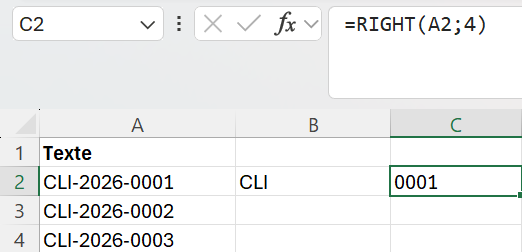 C2 fx =RIGHT(A2;4)
A B C
1 Texte
2 CLI-2026-0001 CLI 0001
3 CLI-2026-0002
4 CLI-2026-0003